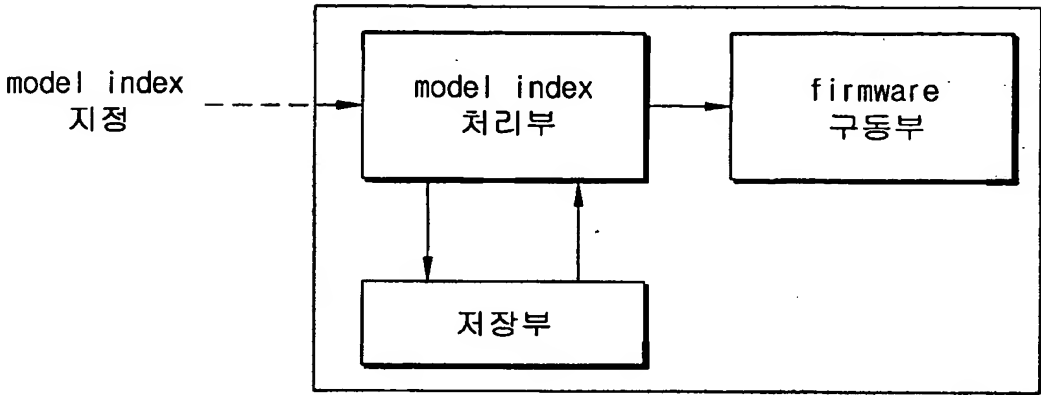 model index
지정
model index
처리부
firmware
구동부
저장부